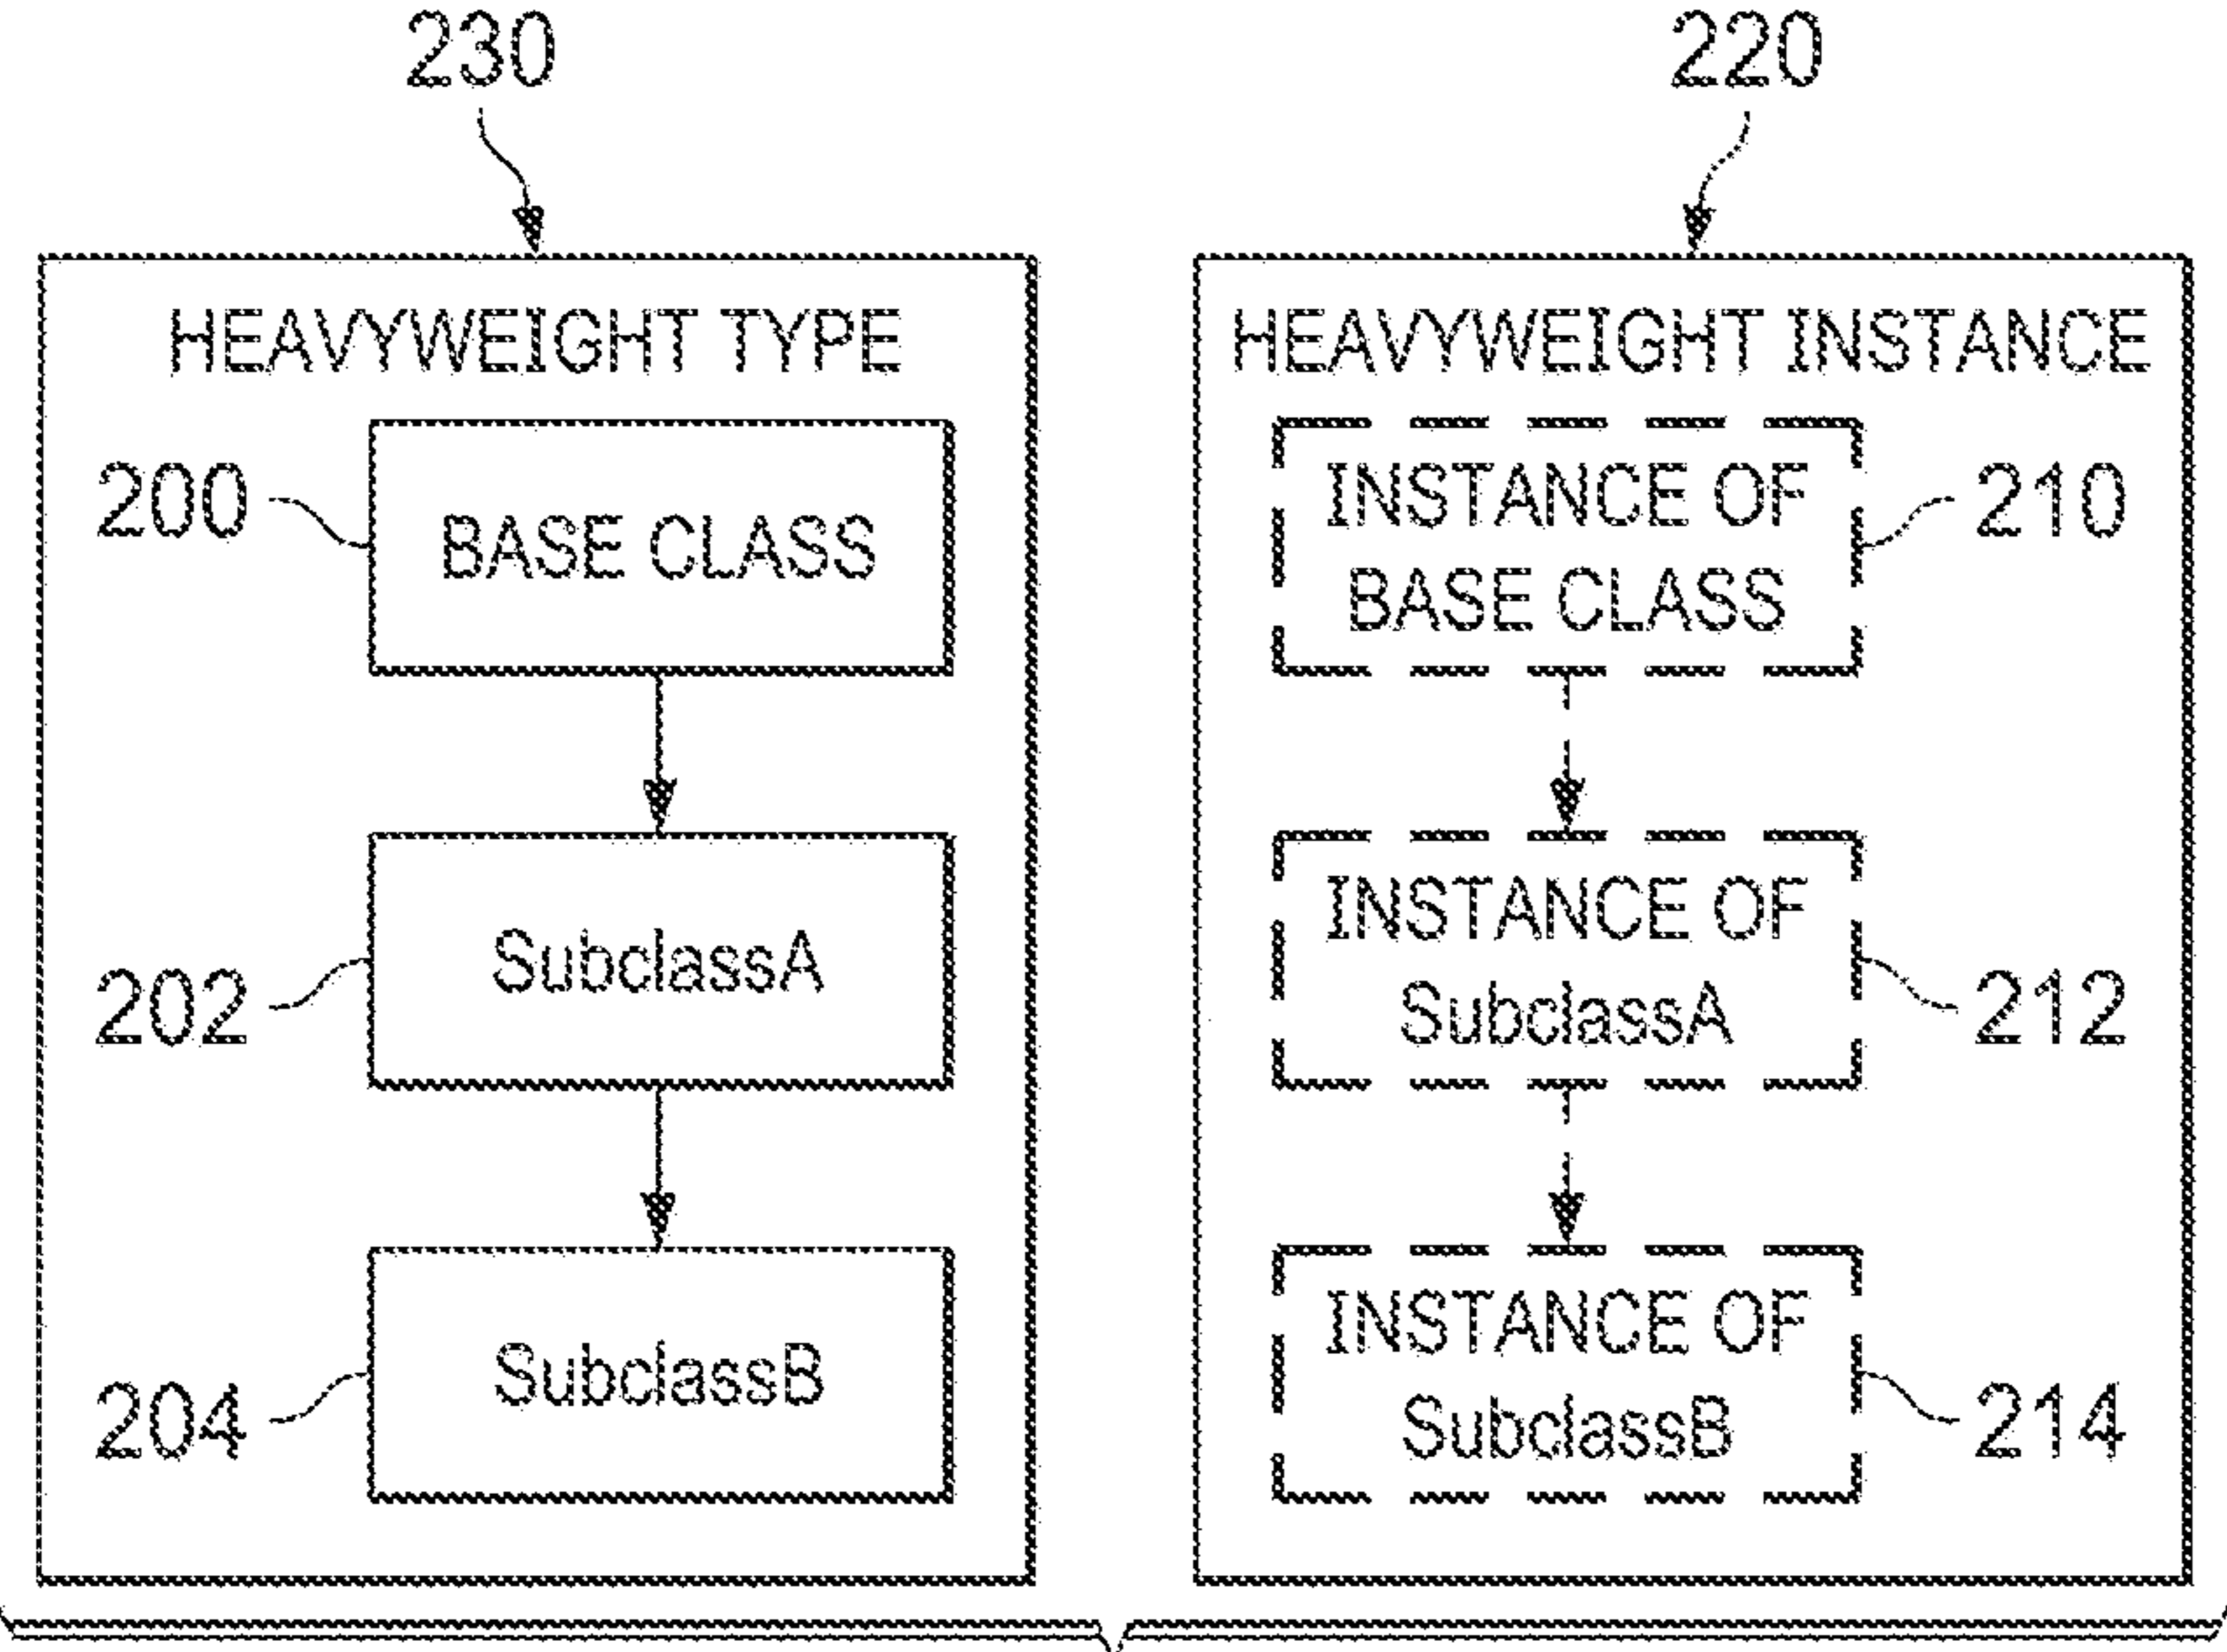 230
220
HEAVYWEIGHT TYPE
200
BASE CLASS
202
SubclassA
204
SubclassB
HEAVYWEIGHT INSTANCE
INSTANCE OF
BASE CLASS
210
INSTANCE OF
SubclassA
212
INSTANCE OF
SubclassB
214